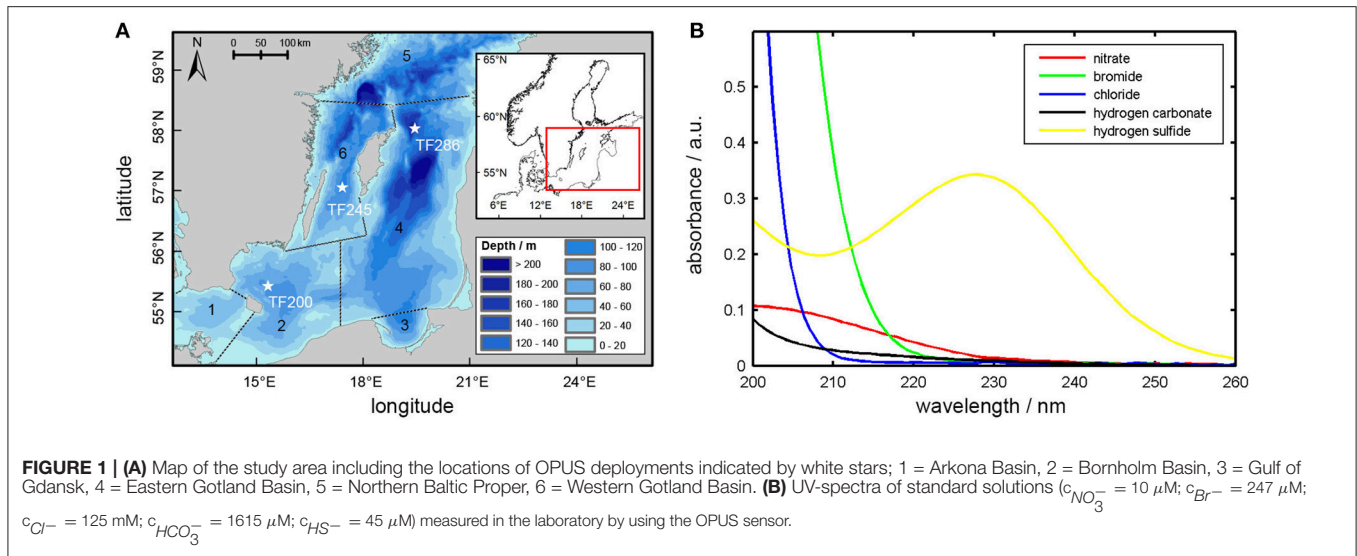 A
N
0 50 100 km
59°N
58°N
57°N
56°N
55°N
latitude
15°E 18°E 21°E 24°E
longitude
5
6
4
1
2
3
TF286
TF245
TF200
65°N
60°N
55°N
6°E 12°E 18°E 24°E
Depth / m
> 200
180 - 200
160 - 180
140 - 160
120 - 140
100 - 120
80 - 100
60 - 80
40 - 60
20 - 40
0 - 20
B
absorbance / a.u.
0.5
0.4
0.3
0.2
0.1
0
200 210 220 230 240 250 260
wavelength / nm
nitrate
bromide
chloride
hydrogen carbonate
hydrogen sulfide
FIGURE 1 | (A) Map of the study area including the locations of OPUS deployments indicated by white stars; 1 = Arkona Basin, 2 = Bornholm Basin, 3 = Gulf of
Gdansk, 4 = Eastern Gotland Basin, 5 = Northern Baltic Proper, 6 = Western Gotland Basin. (B) UV-spectra of standard solutions (c_NO₃⁻ = 10 μM; c_Br⁻ = 247 μM;
c_Cl⁻ = 125 mM; c_HCO₃⁻ = 1615 μM; c_HS⁻ = 45 μM) measured in the laboratory by using the OPUS sensor.